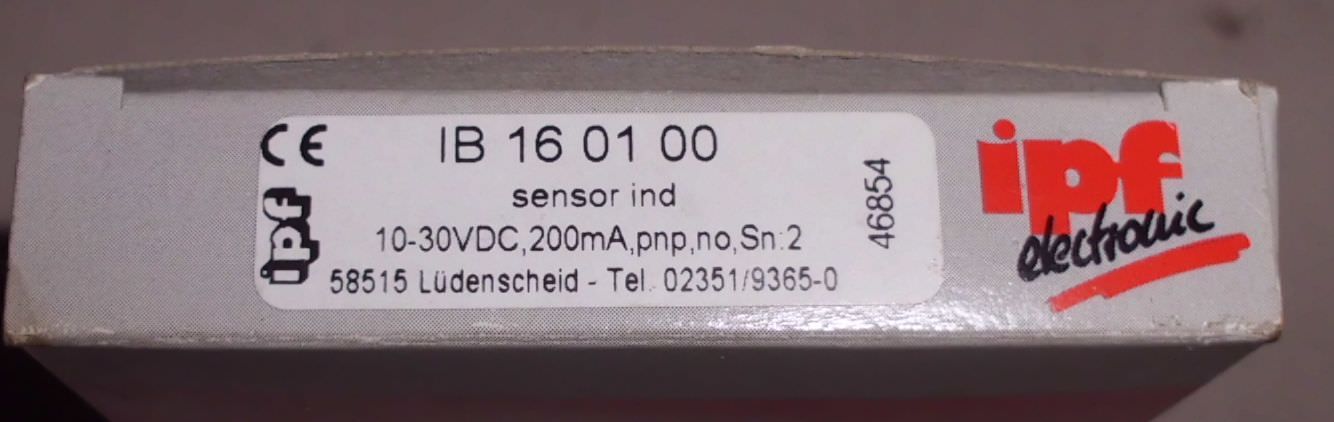 CE
IB 16 01 00
sensor ind
10-30VDC,200mA,pnp,no,Sn:2
58515 Lüdenscheid - Tel. 02351/9365-0
ipf
46854
ipf
electronic